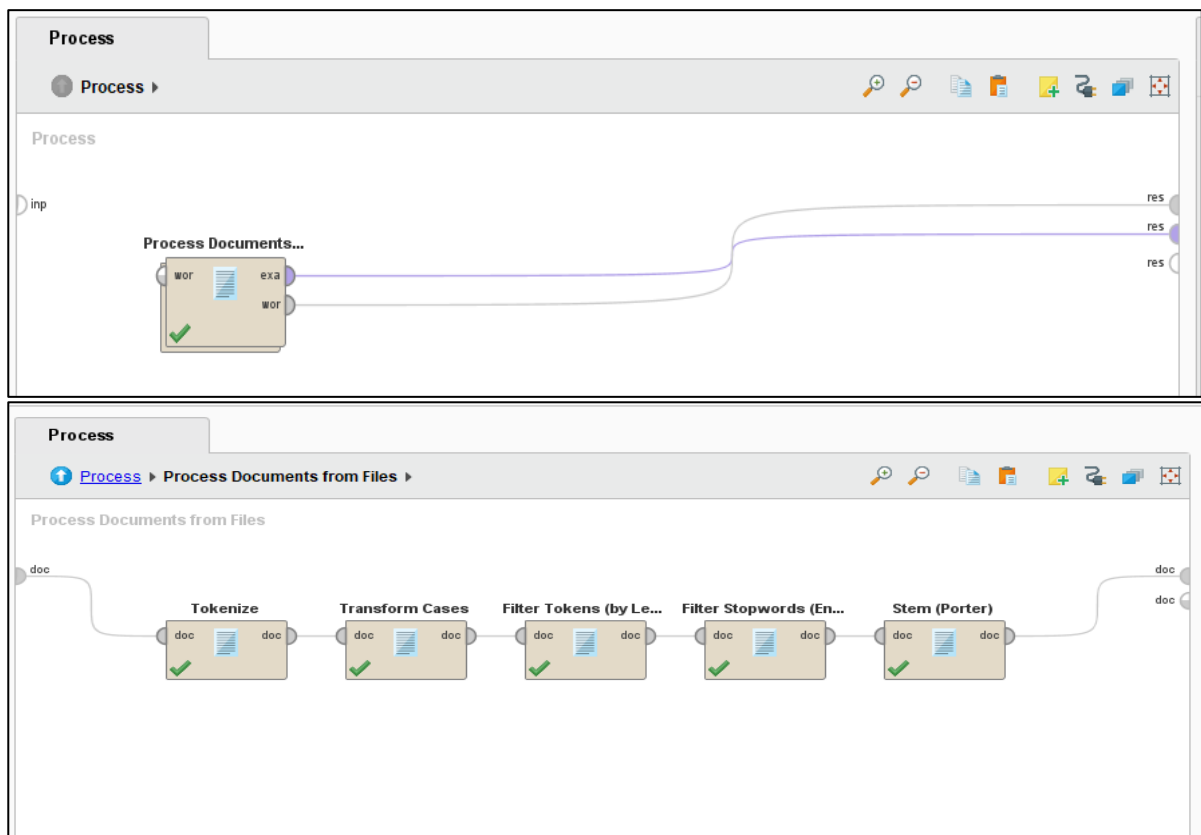 Process
Process
Process
inp
res
res
res
Process Documents...
wor exa
wor
Process
Process Process Documents from Files
Process Documents from Files
doc
doc
doc
Tokenize Transform Cases Filter Tokens (by Le... Filter Stopwords (En... Stem (Porter)
doc doc doc doc doc doc doc doc doc doc